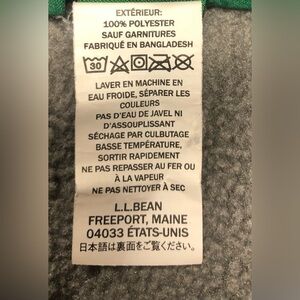 EXTÉRIEUR:
100% POLYESTER
SAUF GARNITURES
FABRIQUÉ EN BANGLADESH
30
LAVER EN MACHINE EN
EAU FROIDE, SÉPARER LES
COULEURS
PAS D'EAU DE JAVEL NI
D'ASSOUPLISSANT
SÉCHAGE PAR CULBUTAGE
BASSE TEMPÉRATURE,
SORTIR RAPIDEMENT
NE PAS REPASSER AU FER OU
À LA VAPEUR
NE PAS NETTOYER À SEC
L.L.BEAN
FREEPORT, MAINE
04033 ÉTATS-UNIS
日本語は裏面をご覧ください。